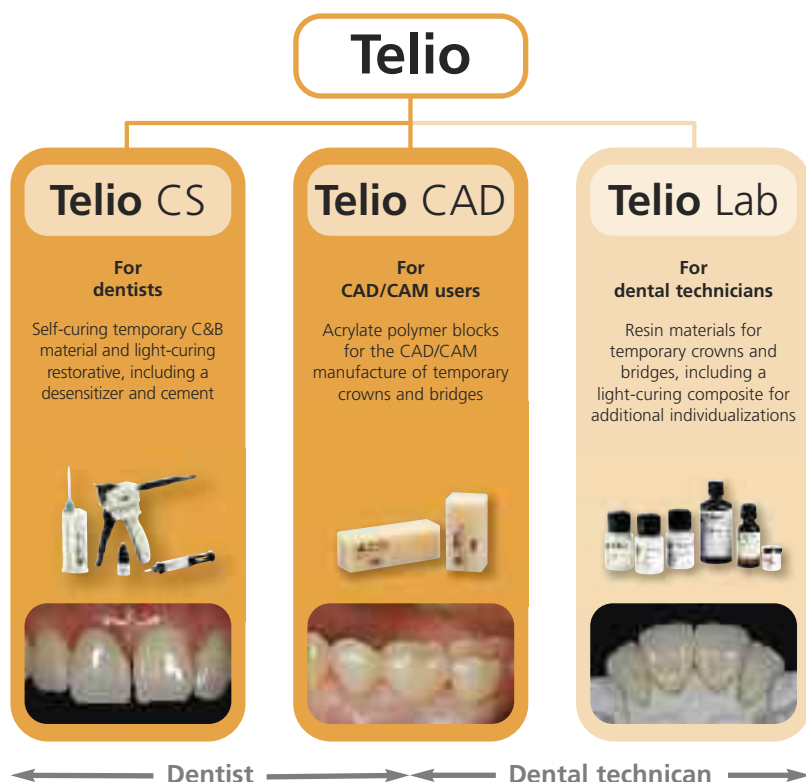 Telio
Telio CS
For
dentists
Self-curing temporary C&B
material and light-curing
restorative, including a
desensitizer and cement
Telio CAD
For
CAD/CAM users
Acrylate polymer blocks
for the CAD/CAM
manufacture of temporary
crowns and bridges
Telio Lab
For
dental technicians
Resin materials for
temporary crowns and
bridges, including a
light-curing composite for
additional individualizations
Dentist
Dental technican